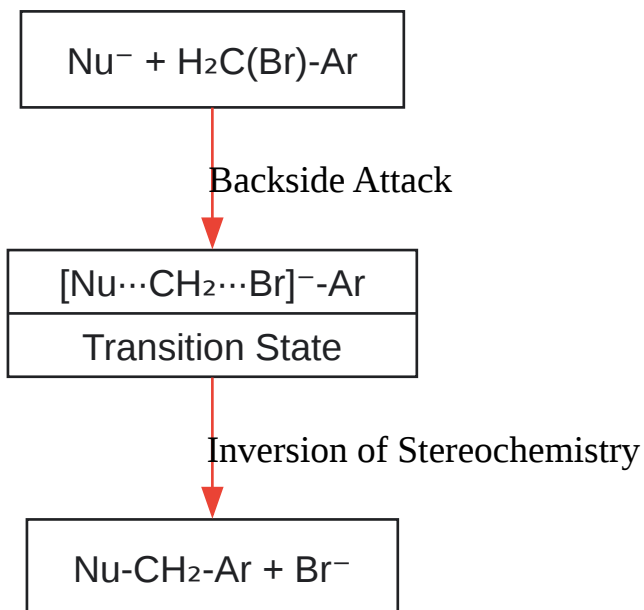 Nu⁻ + H₂C(Br)-Ar
Backside Attack
[Nu···CH₂···Br]⁻-Ar
Transition State
Inversion of Stereochemistry
Nu-CH₂-Ar + Br⁻